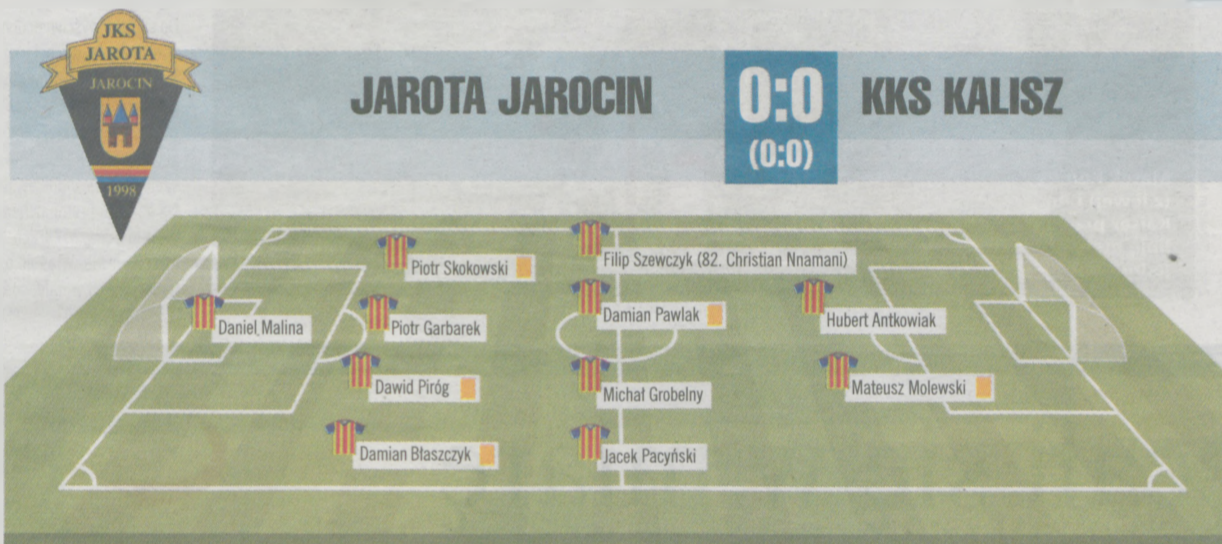 JKS
JAROTA
JAROCIN
1998
JAROTA JAROCIN 0:0 KKS KALISZ
(0:0)
Piotr Skokowski
Filip Szewczyk (82. Christian Nnamani)
Daniel Malina
Piotr Garbarek
Damian Pawlak
Hubert Antkowiak
Dawid Piróg
Michał Grobelny
Mateusz Molewski
Damian Błaszczyk
Jacek Pacyński